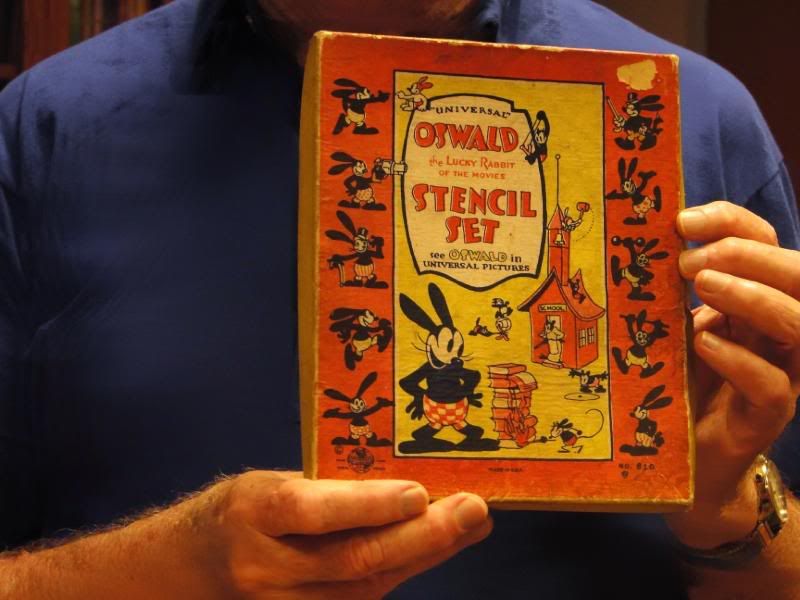 "UNIVERSAL"
OSWALD
the LUCKY RABBIT
OF THE MOVIES
STENCIL
SET
see OSWALD in
UNIVERSAL PICTURES
SCHOOL
MADE IN U.S.A.
NO. 810